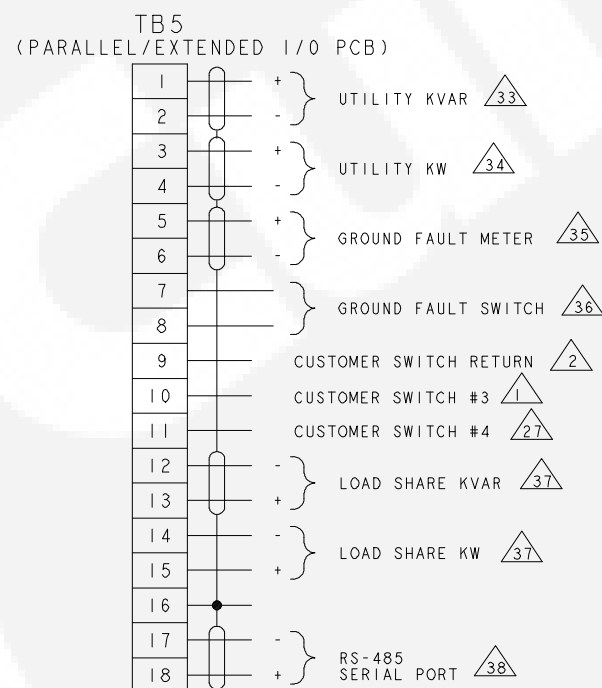 TB5
(PARALLEL/EXTENDED I/O PCB)
1 +
2 - UTILITY KVAR 33
3 +
4 - UTILITY KW 34
5 +
6 - GROUND FAULT METER 35
7
8 GROUND FAULT SWITCH 36
9 CUSTOMER SWITCH RETURN 2
10 CUSTOMER SWITCH #3 1
11 CUSTOMER SWITCH #4 27
12 -
13 + LOAD SHARE KVAR 37
14 -
15 + LOAD SHARE KW 37
16
17 - RS-485
18 + SERIAL PORT 38